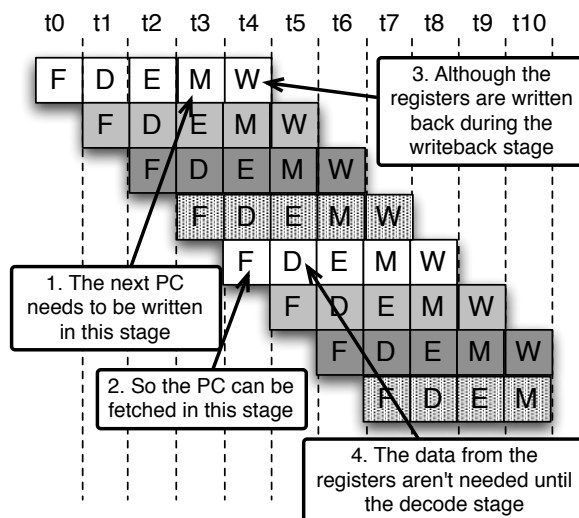 t0 t1 t2 t3 t4 t5 t6 t7 t8 t9 t10
F D E M W
3. Although the
registers are written
back during the
writeback stage
F D E M W
F D E M W
F D E M W
F D E M W
1. The next PC
needs to be written
in this stage
F D E M W
F D E M W
2. So the PC can be
fetched in this stage
F D E M
4. The data from the
registers aren't needed until
the decode stage